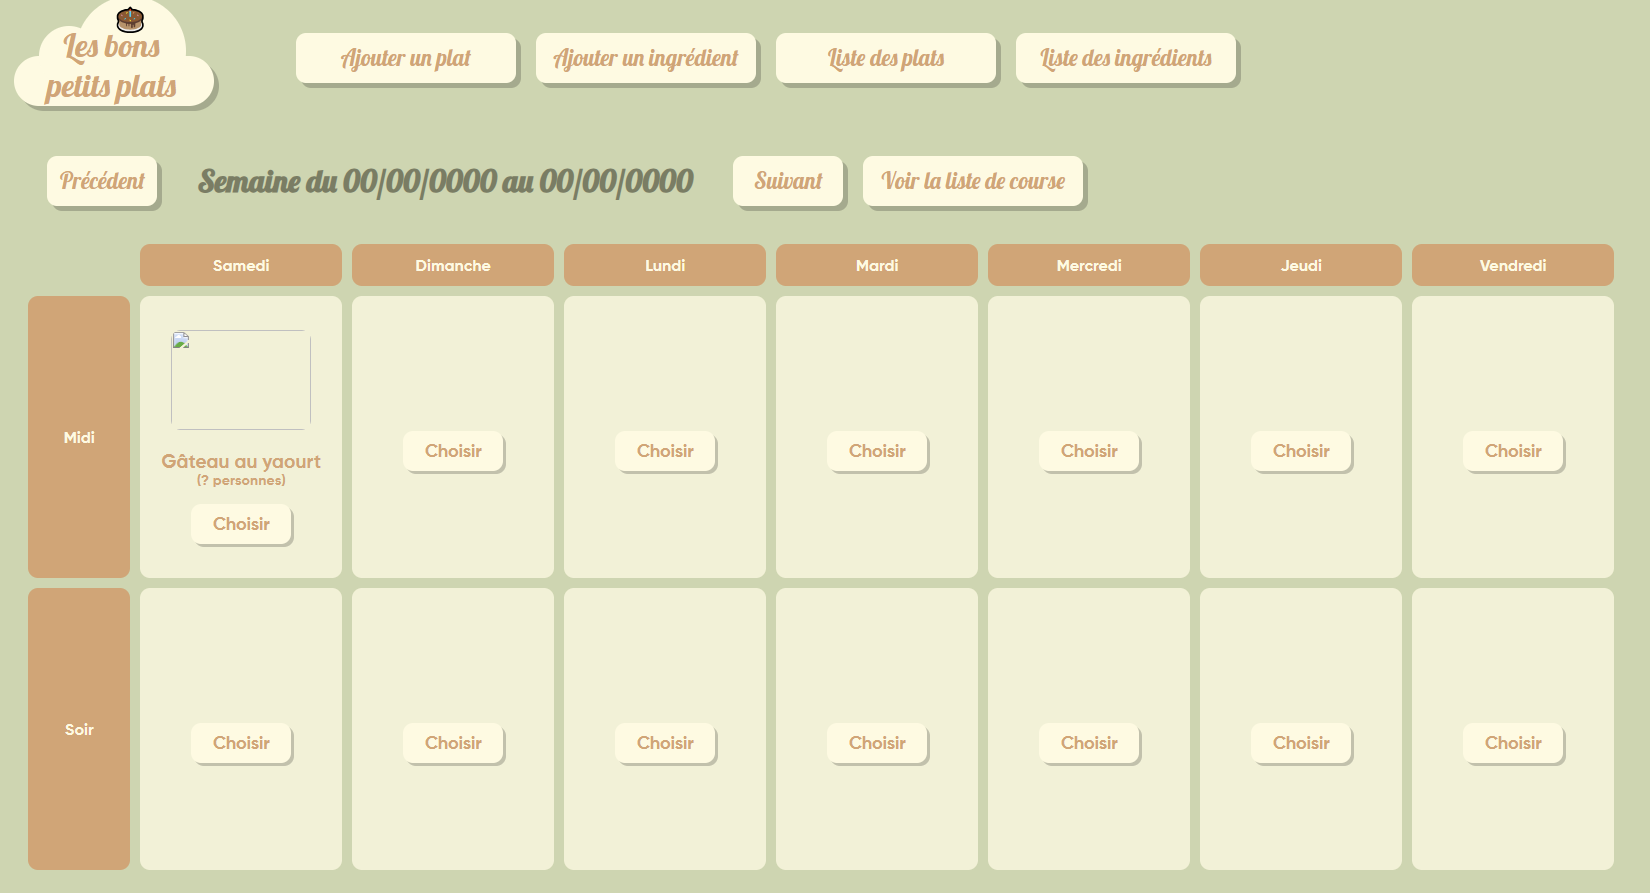 Les bons
petits plats
Ajouter un plat
Ajouter un ingrédient
Liste des plats
Liste des ingrédients
Précédent
Semaine du 00/00/0000 au 00/00/0000
Suivant
Voir la liste de course
Samedi
Dimanche
Lundi
Mardi
Mercredi
Jeudi
Vendredi
Midi
Gâteau au yaourt
(? personnes)
Choisir
Choisir
Choisir
Choisir
Choisir
Choisir
Choisir
Soir
Choisir
Choisir
Choisir
Choisir
Choisir
Choisir
Choisir